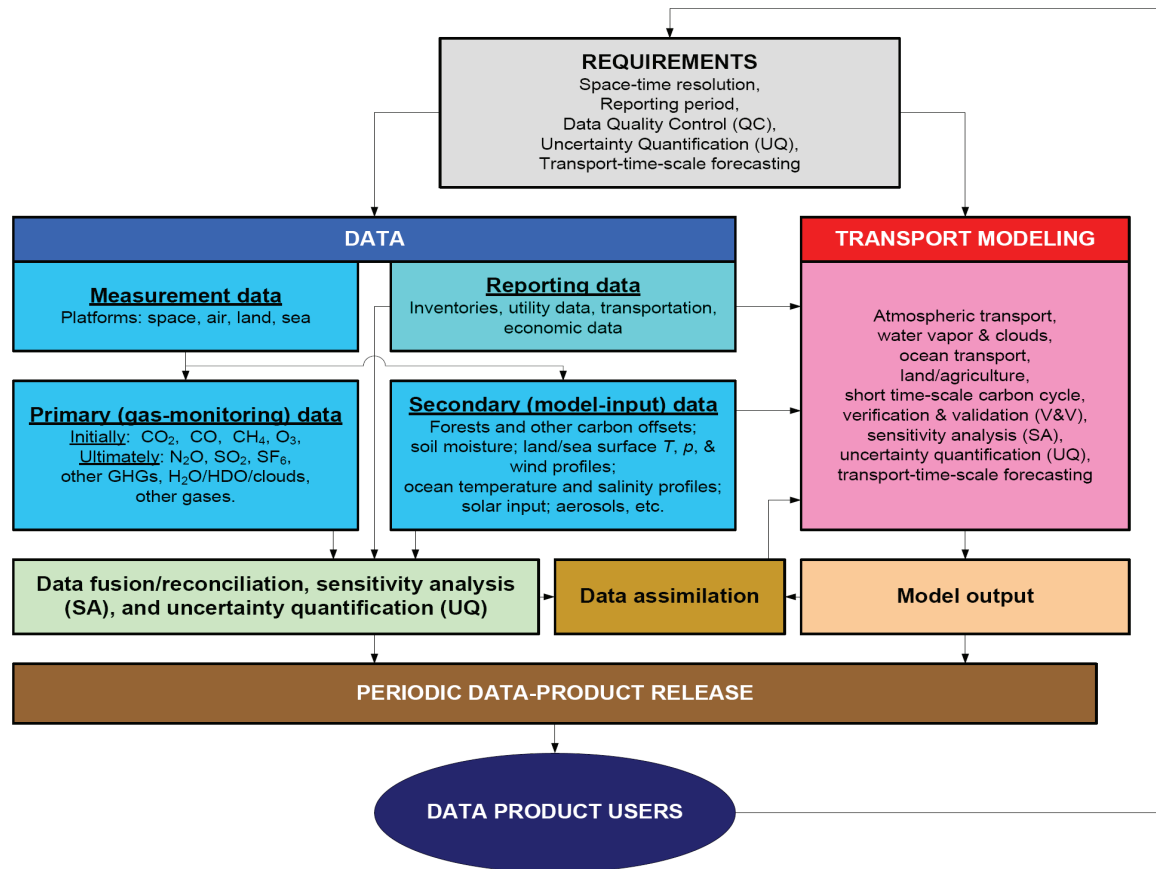 REQUIREMENTS
Space-time resolution,
Reporting period,
Data Quality Control (QC),
Uncertainty Quantification (UQ),
Transport-time-scale forecasting
DATA
Measurement data
Platforms: space, air, land, sea
Reporting data
Inventories, utility data, transportation,
economic data
Primary (gas-monitoring) data
Initially: CO₂, CO, CH₄, O₃,
Ultimately: N₂O, SO₂, SF₆,
other GHGs, H₂O/HDO/clouds,
other gases.
Secondary (model-input) data
Forests and other carbon offsets;
soil moisture; land/sea surface T, p, &
wind profiles;
ocean temperature and salinity profiles;
solar input; aerosols, etc.
TRANSPORT MODELING
Atmospheric transport,
water vapor & clouds,
ocean transport,
land/agriculture,
short time-scale carbon cycle,
verification & validation (V&V),
sensitivity analysis (SA),
uncertainty quantification (UQ),
transport-time-scale forecasting
Data fusion/reconciliation, sensitivity analysis
(SA), and uncertainty quantification (UQ)
Data assimilation
Model output
PERIODIC DATA-PRODUCT RELEASE
DATA PRODUCT USERS